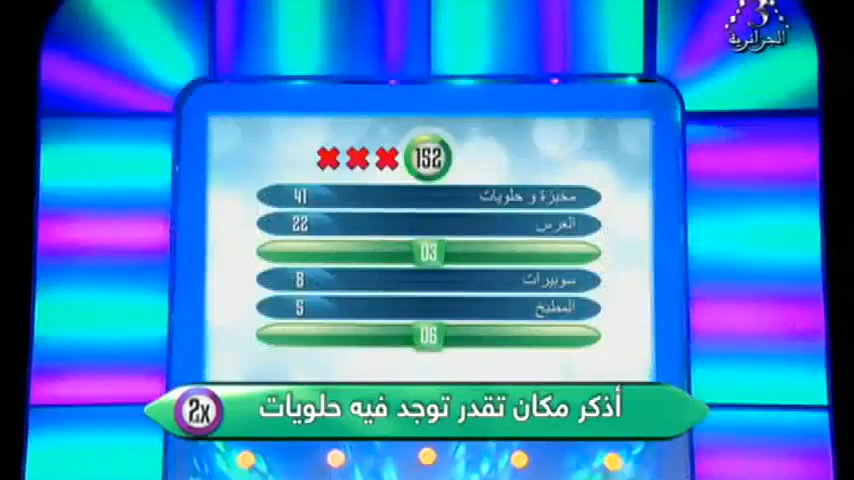 3
الجزائرية
152
مخبزة و حلويات 41
العرس 22
03
سوبيرات 8
المطبخ 5
06
أذكر مكان تقدر توجد فيه حلويات 2x